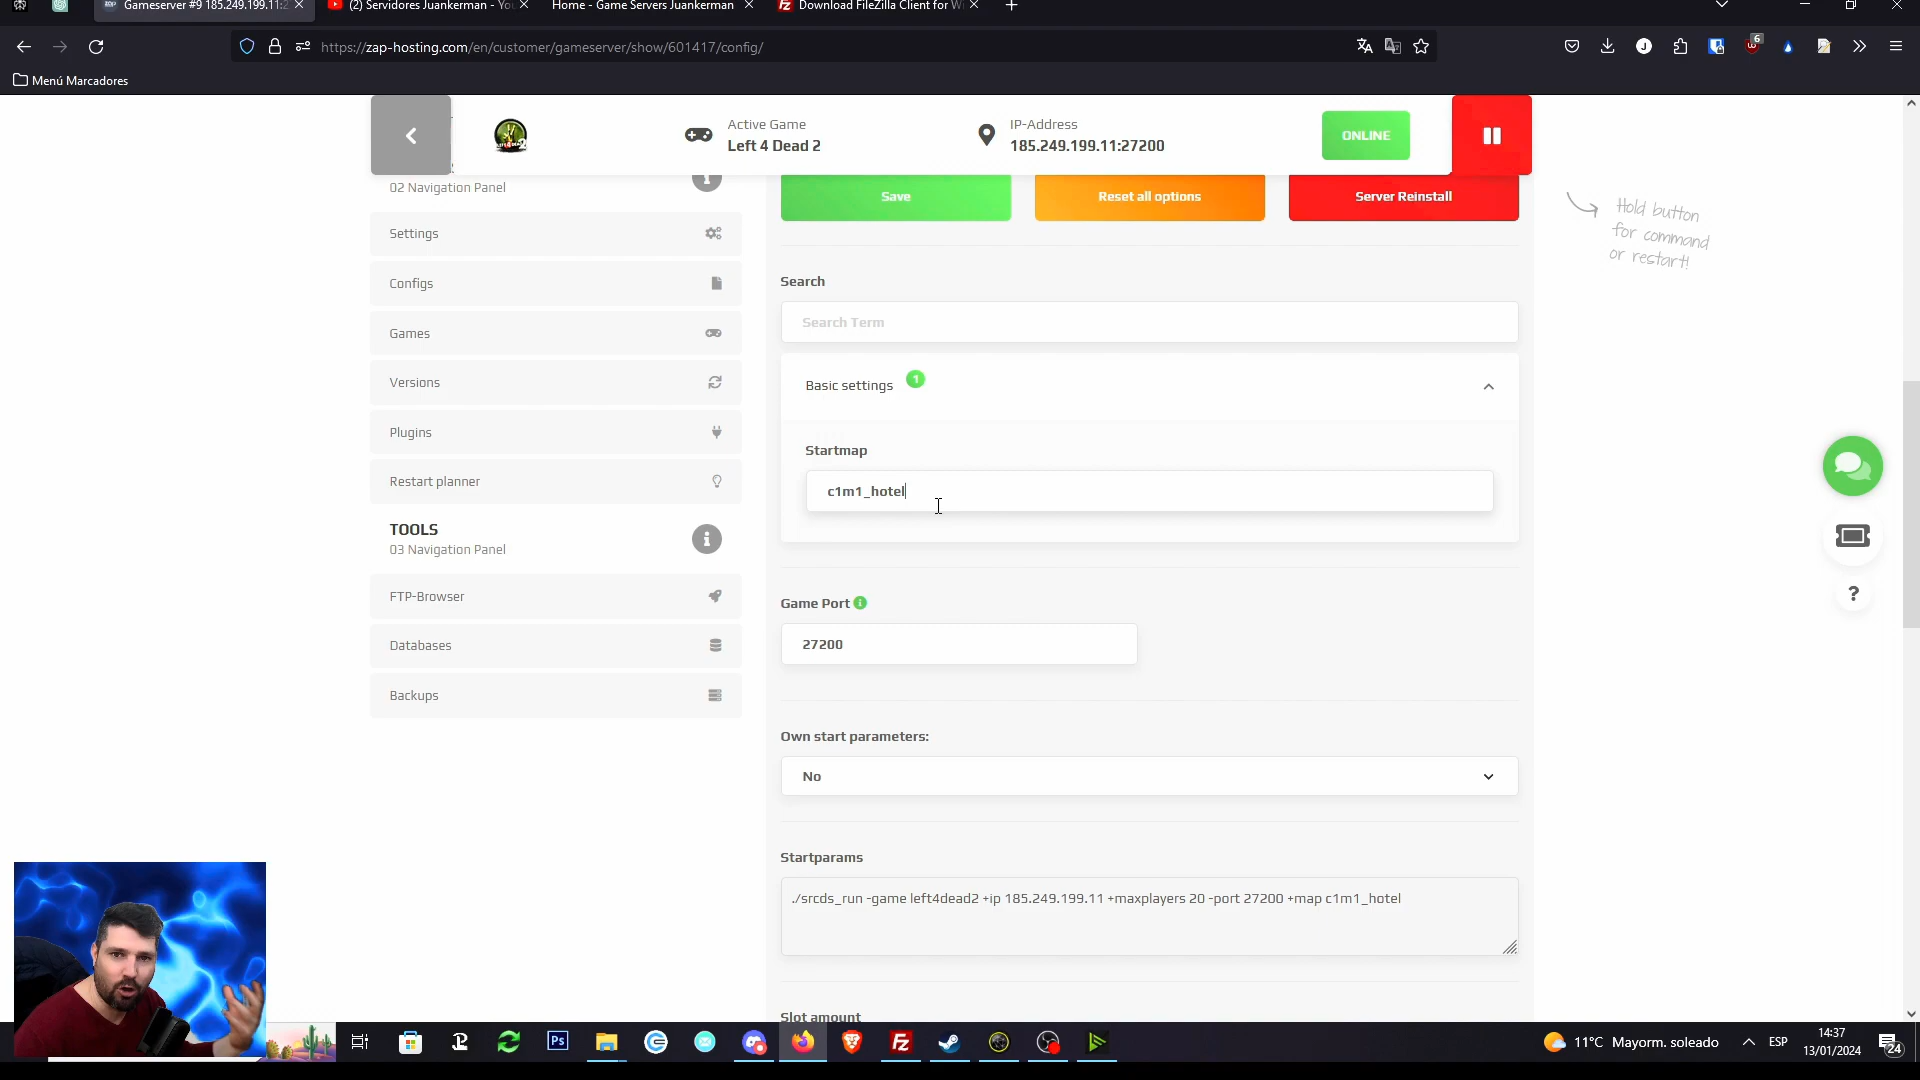 Gameserver #9 185.249.199.11:2
(2) Servidores Juankerman - You
Home - Game Servers Juankerman
Download FileZilla Client for Wi
https://zap-hosting.com/en/customer/gameserver/show/601417/config/
J
6
Menú Marcadores
Active Game
Left 4 Dead 2
IP-Address
185.249.199.11:27200
ONLINE
02 Navigation Panel
Settings
Configs
Games
Versions
Plugins
Restart planner
TOOLS
03 Navigation Panel
FTP-Browser
Databases
Backups
Save
Reset all options
Server Reinstall
Hold button
for command
or restart!
Search
Search Term
Basic settings
1
Startmap
c1m1_hotel
Game Port
27200
Own start parameters:
No
Startparams
./srcds_run -game left4dead2 +ip 185.249.199.11 +maxplayers 20 -port 27200 +map c1m1_hotel
Slot amount
?
Ps
11°C Mayorm. soleado
ESP
14:37
13/01/2024
24